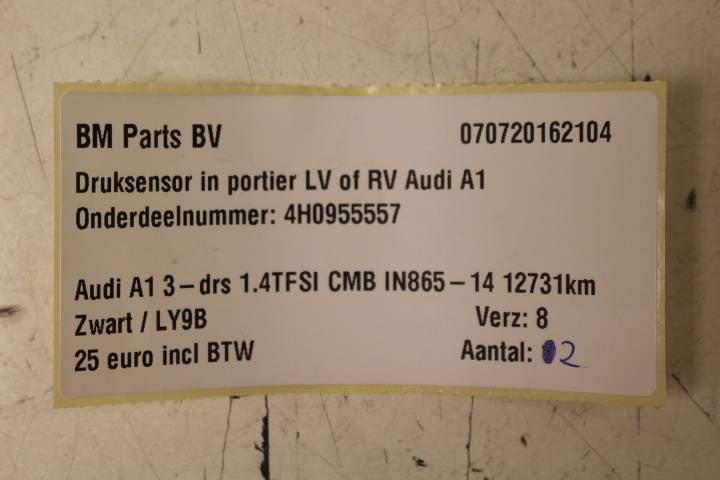 BM Parts BV 070720162104
Druksensor in portier LV of RV Audi A1
Onderdeelnummer: 4H0955557
Audi A1 3-drs 1.4TFSI CMB IN865-14 12731km
Zwart / LY9B Verz: 8
25 euro incl BTW Aantal: 2